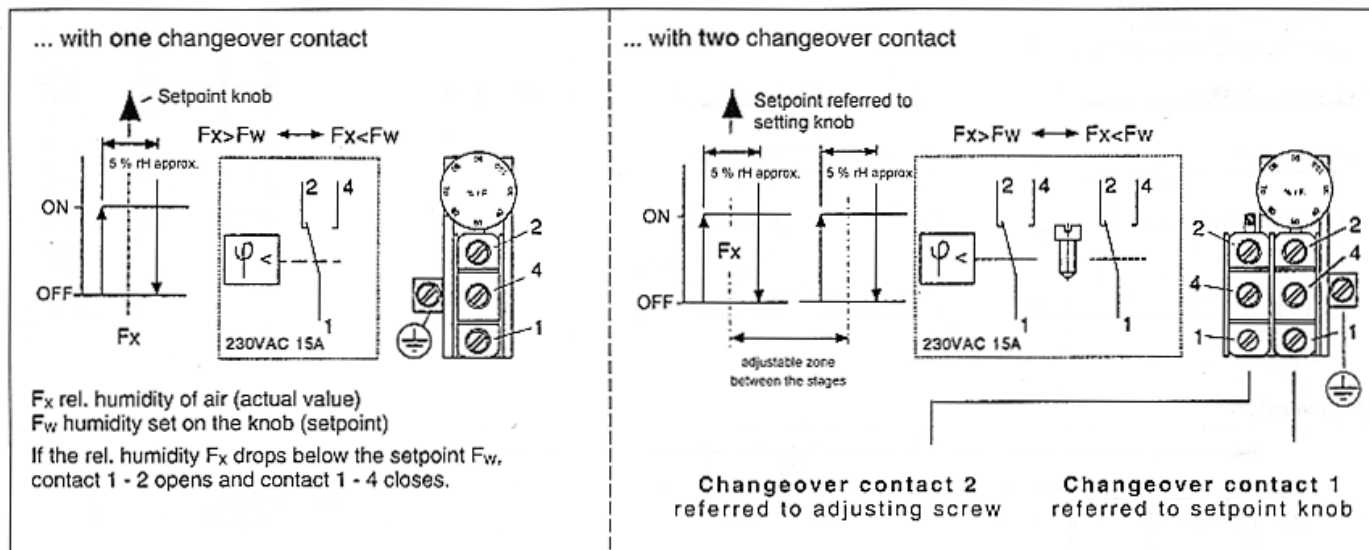 ... with one changeover contact
Setpoint knob
Fx>Fw ↔ Fx<Fw
5 % rH approx.
ON
OFF
Fx
2 4
φ <
1
230VAC 15A
% r.F.
2
4
1
Fx rel. humidity of air (actual value)
Fw humidity set on the knob (setpoint)
If the rel. humidity Fx drops below the setpoint Fw,
contact 1 - 2 opens and contact 1 - 4 closes.
... with two changeover contact
Setpoint referred to
setting knob
Fx>Fw ↔ Fx<Fw
5 % rH approx.
5 % rH approx
ON
OFF
Fx
adjustable zone
between the stages
2 4
2 4
φ <
1
1
230VAC 15A
2
4
1
2
4
1
Changeover contact 2
referred to adjusting screw
Changeover contact 1
referred to setpoint knob